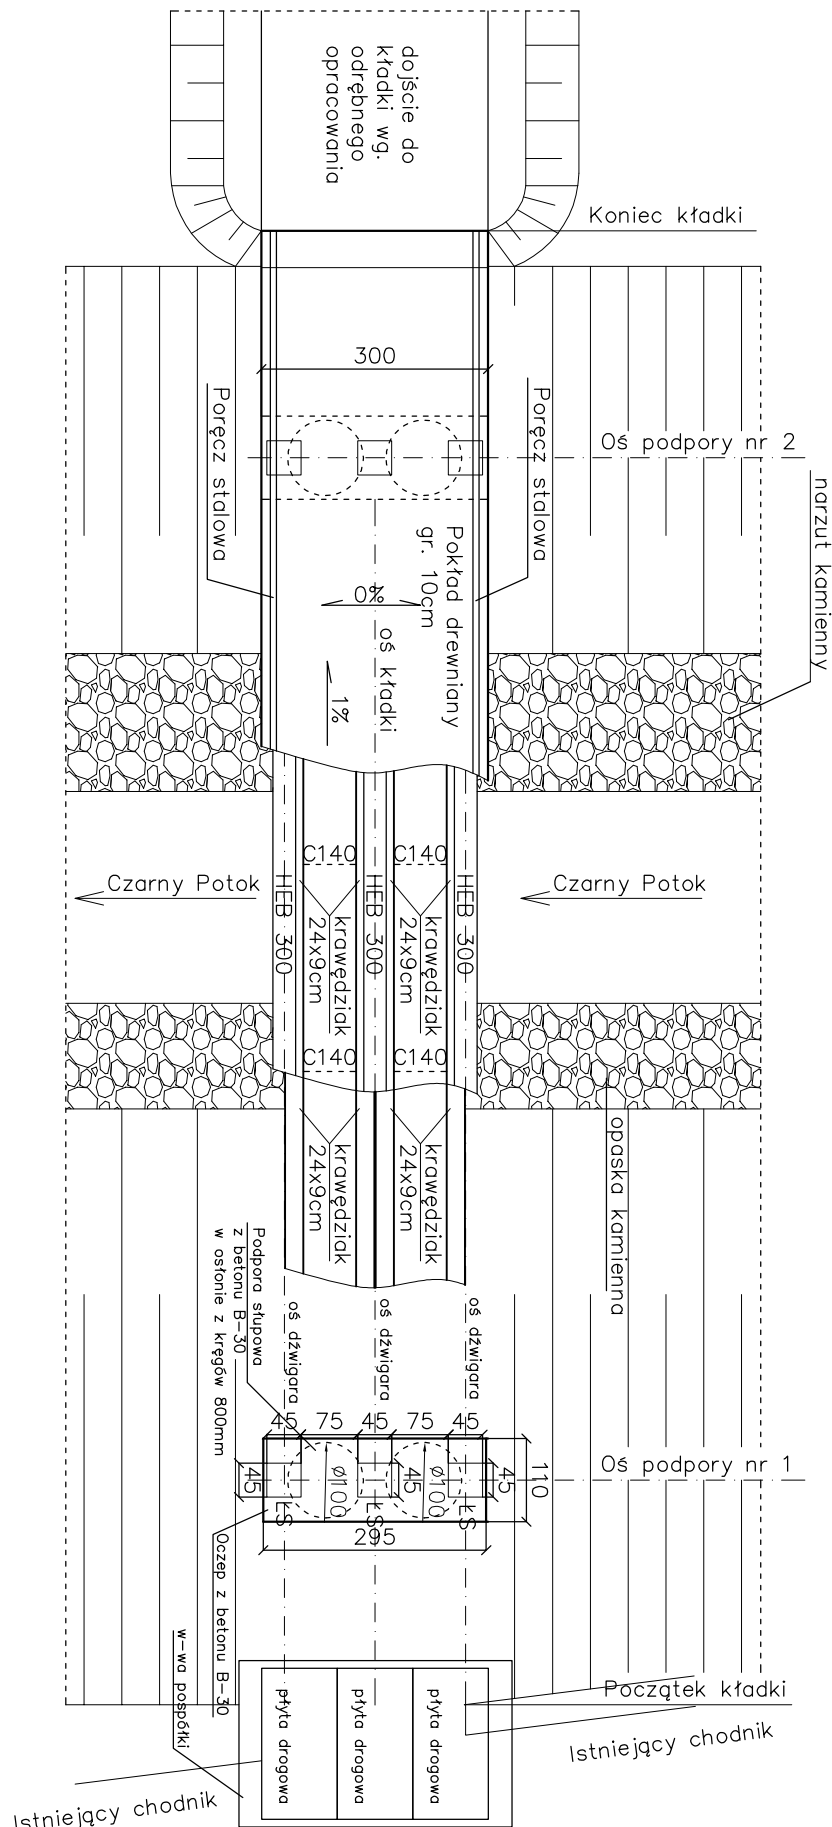 dojście do
kładki wg.
odrębnego
opracowania
Koniec kładki
300
Poręcz stalowa
Poręcz stalowa
Oś podpory nr 2
narzut kamienny
Pokład drewniany
gr. 10cm
0%
oś kładki
1%
C140
C140
Czarny Potok
Czarny Potok
HEB 300
HEB 300
HEB 300
krawędziak
24x9cm
krawędziak
24x9cm
C140
C140
krawędziak
24x9cm
krawędziak
24x9cm
opaska kamienna
Podpora słupowa
z betonu B-30
w osłonie z kręgów 800mm
oś dźwigara
oś dźwigara
oś dźwigara
45
75
45
75
45
110
Oś podpory nr 1
45
ø100
45
ø100
45
ŁS
ŁS
ŁS
295
Oczep z betonu B-30
w-wa pospółki
płyta drogowa
płyta drogowa
płyta drogowa
Początek kładki
Istniejący chodnik
Istniejący chodnik